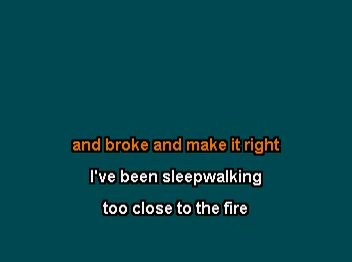 and broke and make it right
I've been sleepwalking
too close to the fire